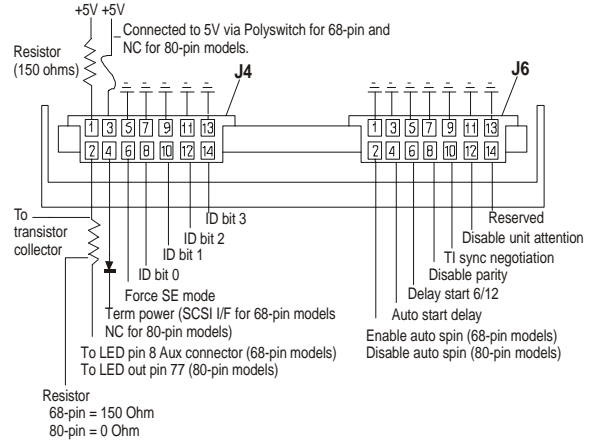 +5V +5V
Connected to 5V via Polyswitch for 68-pin and
NC for 80-pin models.
Resistor
(150 ohms)
J4
J6
1 3 5 7 9 11 13
2 4 6 8 10 12 14
1 3 5 7 9 11 13
2 4 6 8 10 12 14
To
transistor
collector
ID bit 3
ID bit 2
ID bit 1
ID bit 0
Force SE mode
Term power (SCSI I/F for 68-pin models
NC for 80-pin models)
To LED pin 8 Aux connector (68-pin models)
To LED out pin 77 (80-pin models)
Resistor
68-pin = 150 Ohm
80-pin = 0 Ohm
Reserved
Disable unit attention
TI sync negotiation
Disable parity
Delay start 6/12
Auto start delay
Enable auto spin (68-pin models)
Disable auto spin (80-pin models)